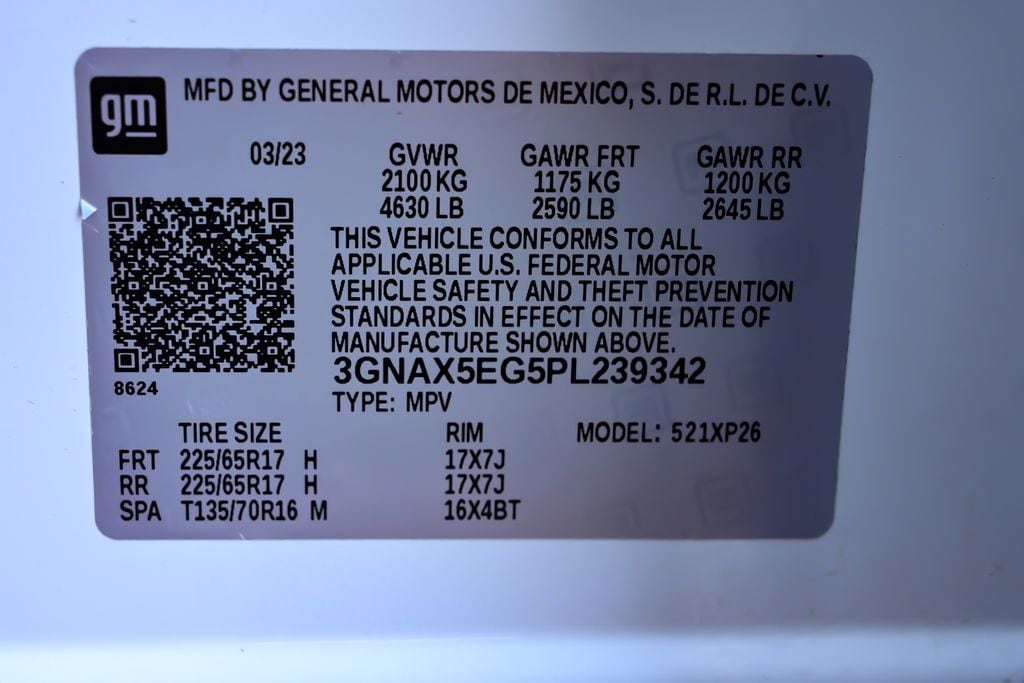 gm
MFD BY GENERAL MOTORS DE MEXICO, S. DE R.L. DE C.V.
03/23 GVWR GAWR FRT GAWR RR
2100 KG 1175 KG 1200 KG
4630 LB 2590 LB 2645 LB
THIS VEHICLE CONFORMS TO ALL
APPLICABLE U.S. FEDERAL MOTOR
VEHICLE SAFETY AND THEFT PREVENTION
STANDARDS IN EFFECT ON THE DATE OF
MANUFACTURE SHOWN ABOVE.
3GNAX5EG5PL239342
8624
TYPE: MPV
TIRE SIZE RIM MODEL: 521XP26
FRT 225/65R17 H 17X7J
RR 225/65R17 H 17X7J
SPA T135/70R16 M 16X4BT